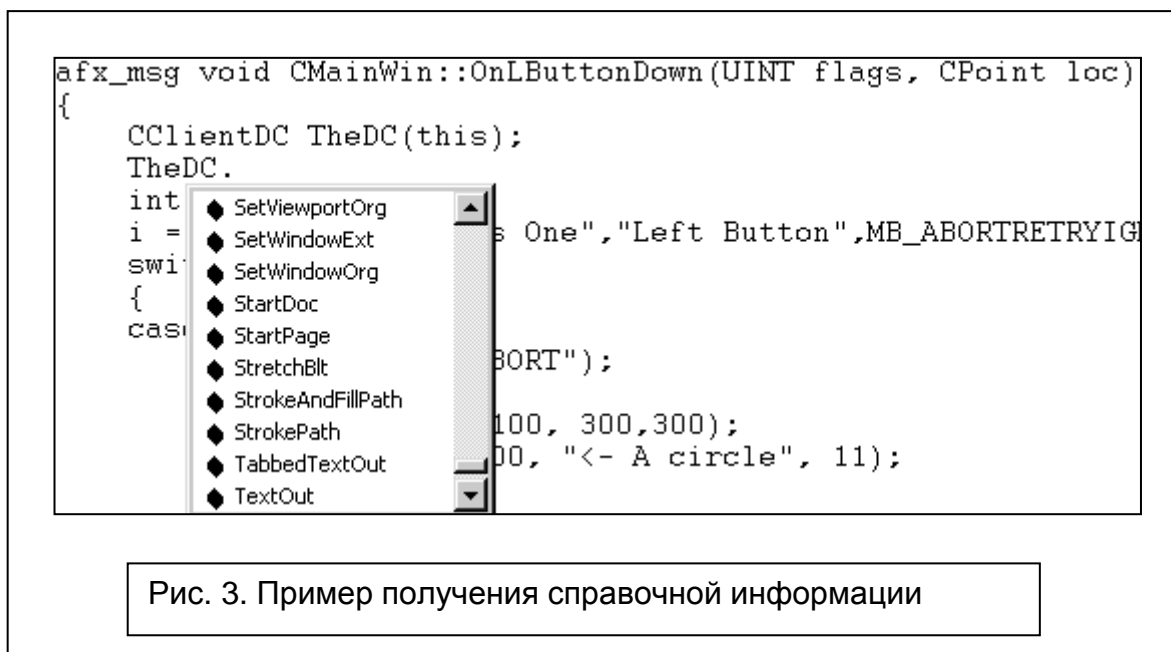 afx_msg void CMainWin::OnLButtonDown(UINT flags, CPoint loc)
{
CClientDC TheDC(this);
TheDC.
int
i = s One","Left Button",MB_ABORTRETRYIG
swi
{
cas
BORT");
100, 300,300);
00, "<- A circle", 11);
SetViewportOrg
SetWindowExt
SetWindowOrg
StartDoc
StartPage
StretchBlt
StrokeAndFillPath
StrokePath
TabbedTextOut
TextOut
Рис. 3. Пример получения справочной информации